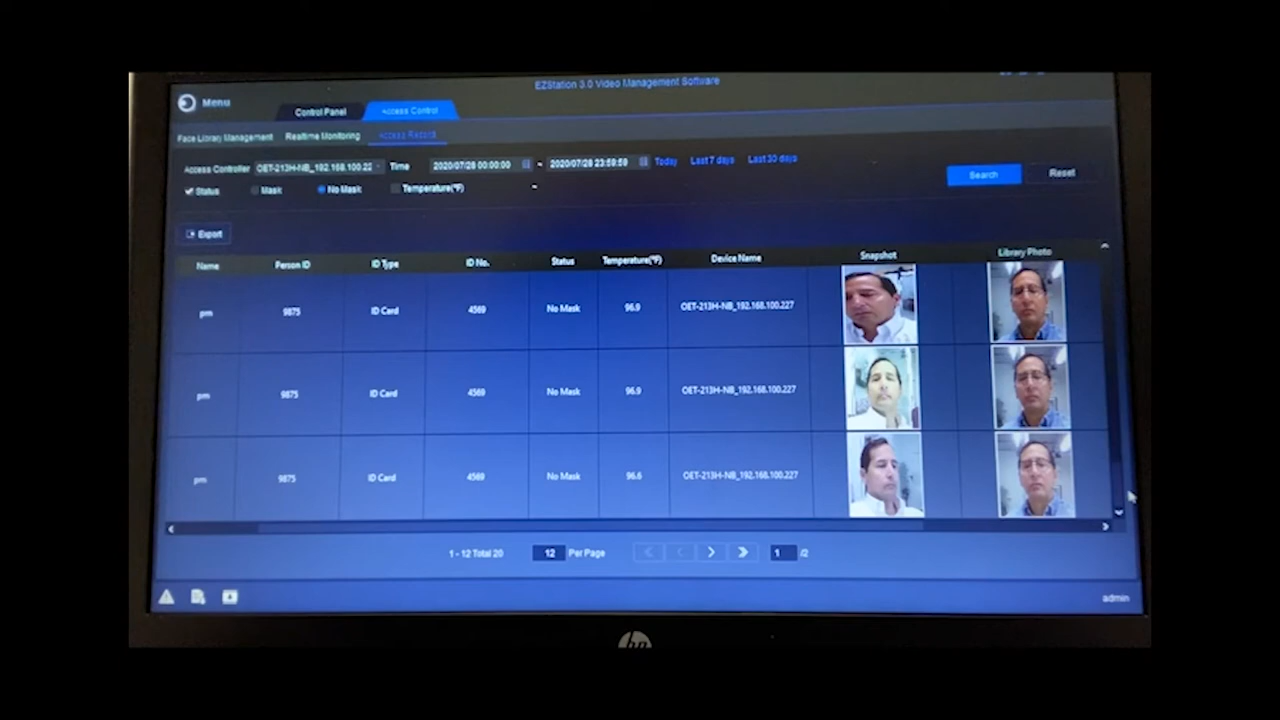 EZStation 3.0 Video Management Software
Menu
Control Panel
Access Control
Face Library Management
Realtime Monitoring
Access Record
Access Controller
OET-213H-NB_192.168.100.22
Time
2020/07/28 00:00:00 ~ 2020/07/28 23:59:59
Today
Last 7 days
Last 30 days
Status
Mask
No Mask
Temperature(°F)
~
Search
Reset
Export
Name Person ID ID Type ID No. Status Temperature(°F) Device Name Snapshot Library Photo
pm 9875 ID Card 4569 No Mask 96.9 OET-213H-NB_192.168.100.227
pm 9875 ID Card 4569 No Mask 96.9 OET-213H-NB_192.168.100.227
pm 9875 ID Card 4569 No Mask 96.6 OET-213H-NB_192.168.100.227
1 - 12 Total 20
12 Per Page
1 /2
admin
hp